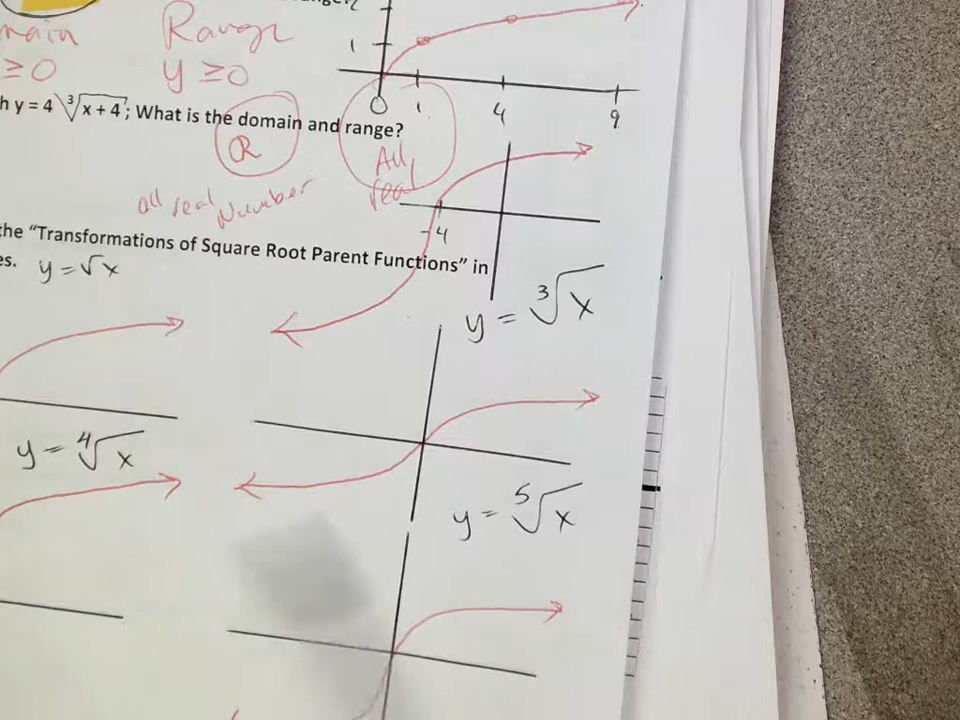 Range
≥0
y ≥0
1
0 1 4 9
h y = 4 ∛x + 4 ; What is the domain and range?
ℝ
All
real
all real Number
-4
the “Transformations of Square Root Parent Functions” in
es. y = √x
y = ∛x
y = ∜x
y = ⁵√x